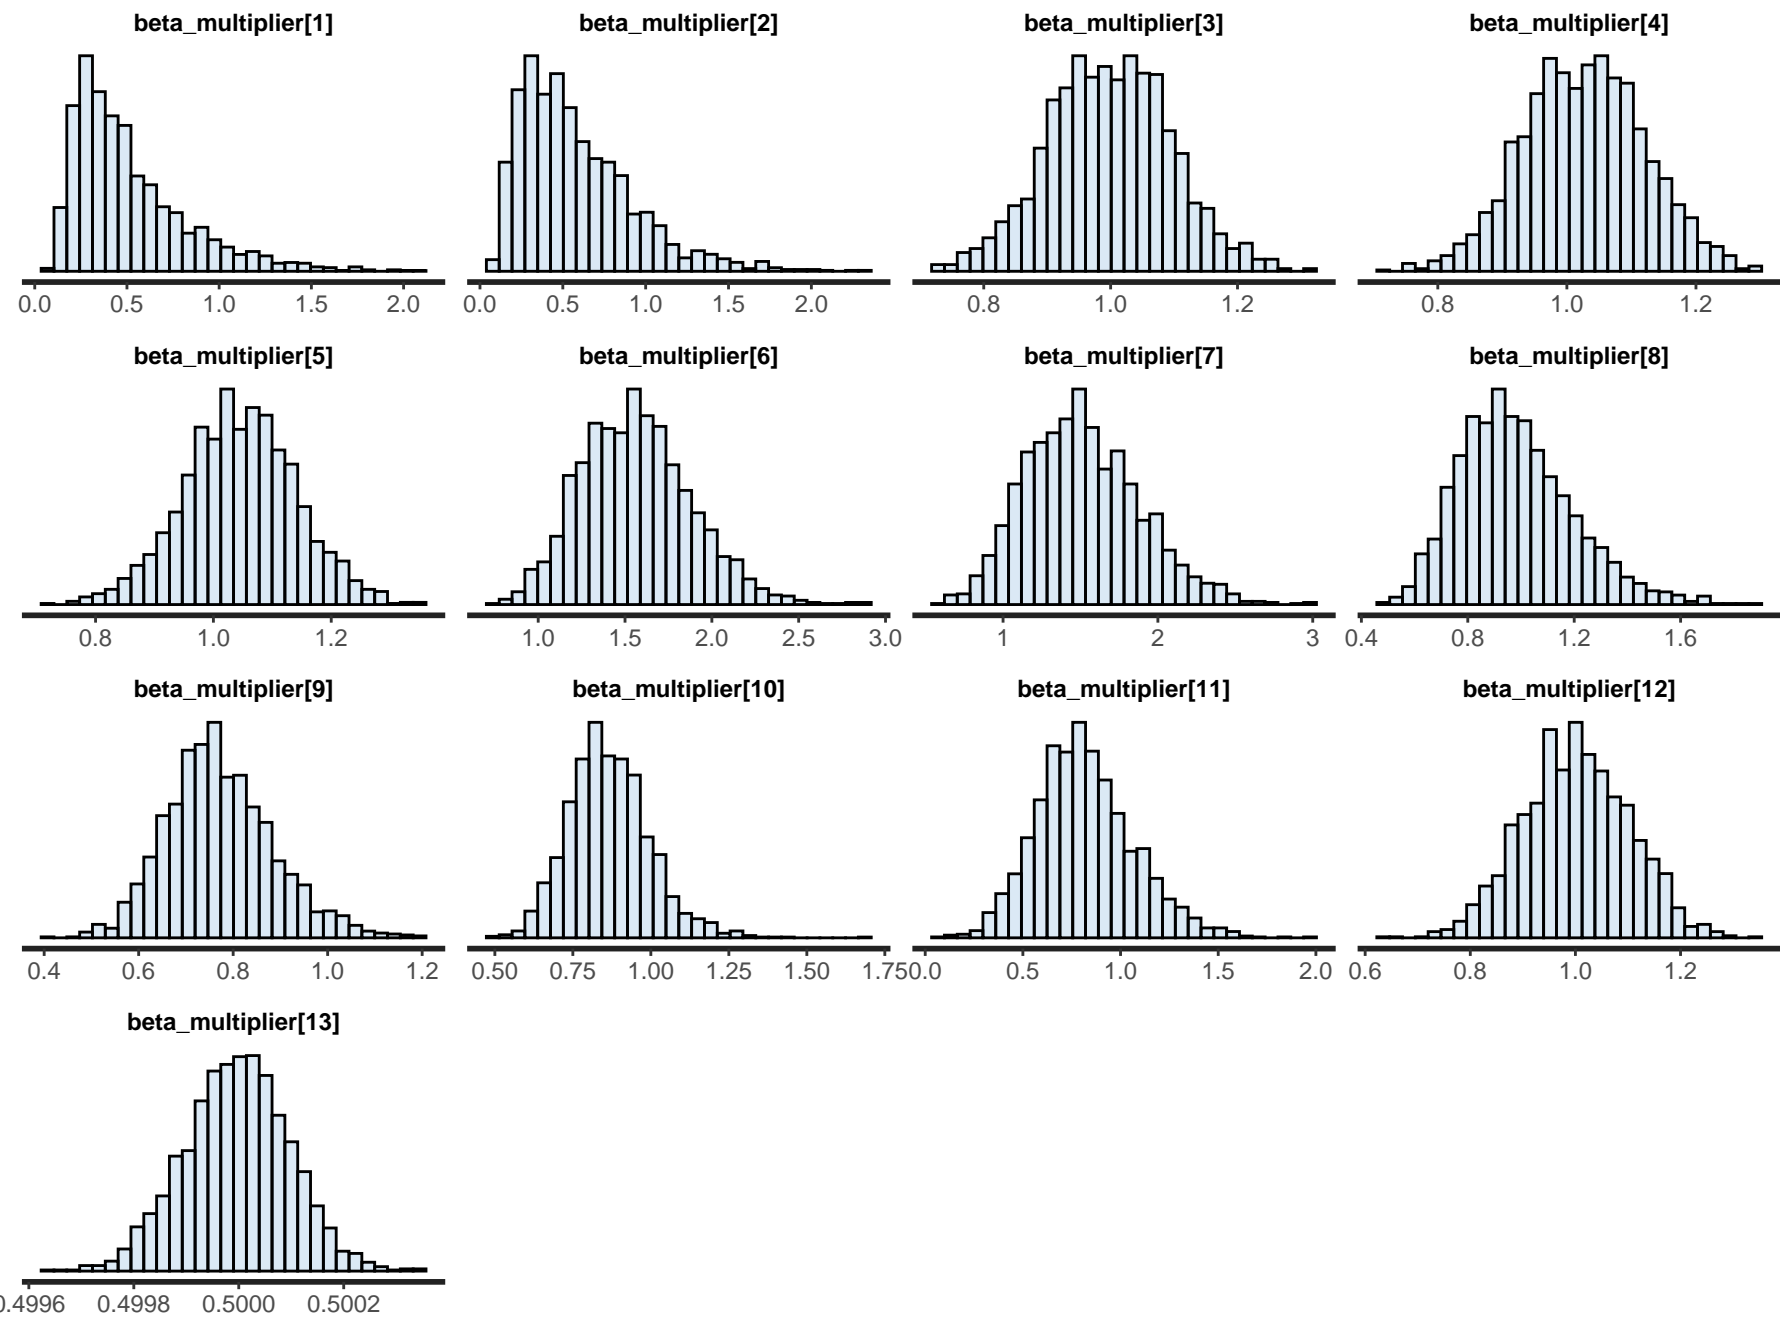 beta_multiplier[1] beta_multiplier[2] beta_multiplier[3] beta_multiplier[4]
0.0 0.5 1.0 1.5 2.0 0.0 0.5 1.0 1.5 2.0 0.8 1.0 1.2 0.8 1.0 1.2
beta_multiplier[5] beta_multiplier[6] beta_multiplier[7] beta_multiplier[8]
0.8 1.0 1.2 1.0 1.5 2.0 2.5 3.0 1 2 3 0.4 0.8 1.2 1.6
beta_multiplier[9] beta_multiplier[10] beta_multiplier[11] beta_multiplier[12]
0.4 0.6 0.8 1.0 1.2 0.50 0.75 1.00 1.25 1.50 1.75 0.0 0.5 1.0 1.5 2.0 0.6 0.8 1.0 1.2
beta_multiplier[13]
0.4996 0.4998 0.5000 0.5002